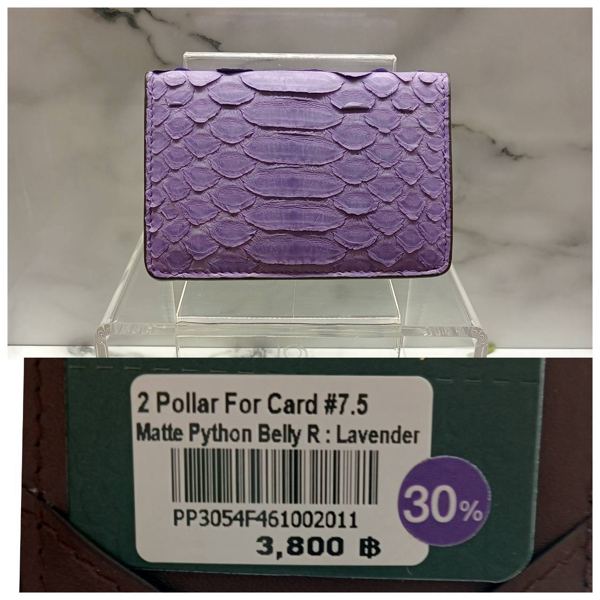 2 Pollar For Card #7.5
Matte Python Belly R : Lavender
PP3054F461002011
3,800 ฿
30%